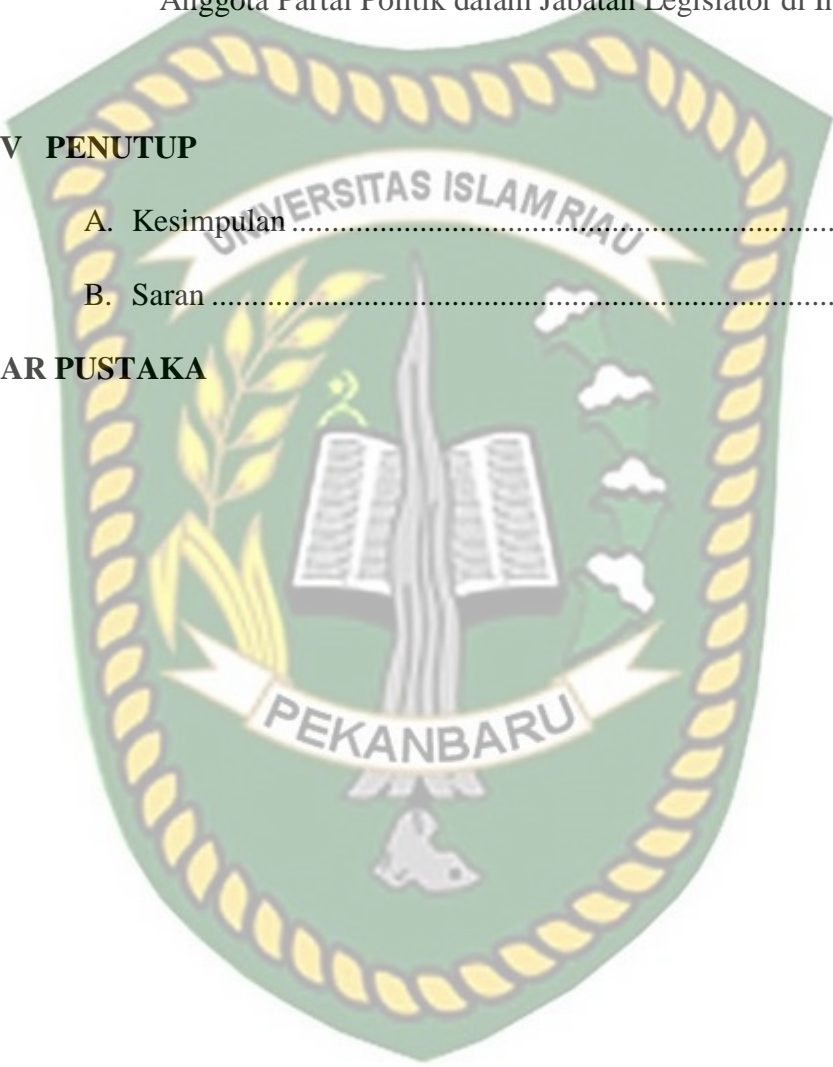 Anggota Partai Politik dalam Jabatan Legislator di
V PENUTUP
A. Kesimpulan ........................................................................
B. Saran ..................................................................................
AR PUSTAKA
UNIVERSITAS ISLAM RIAU
PEKANBARU